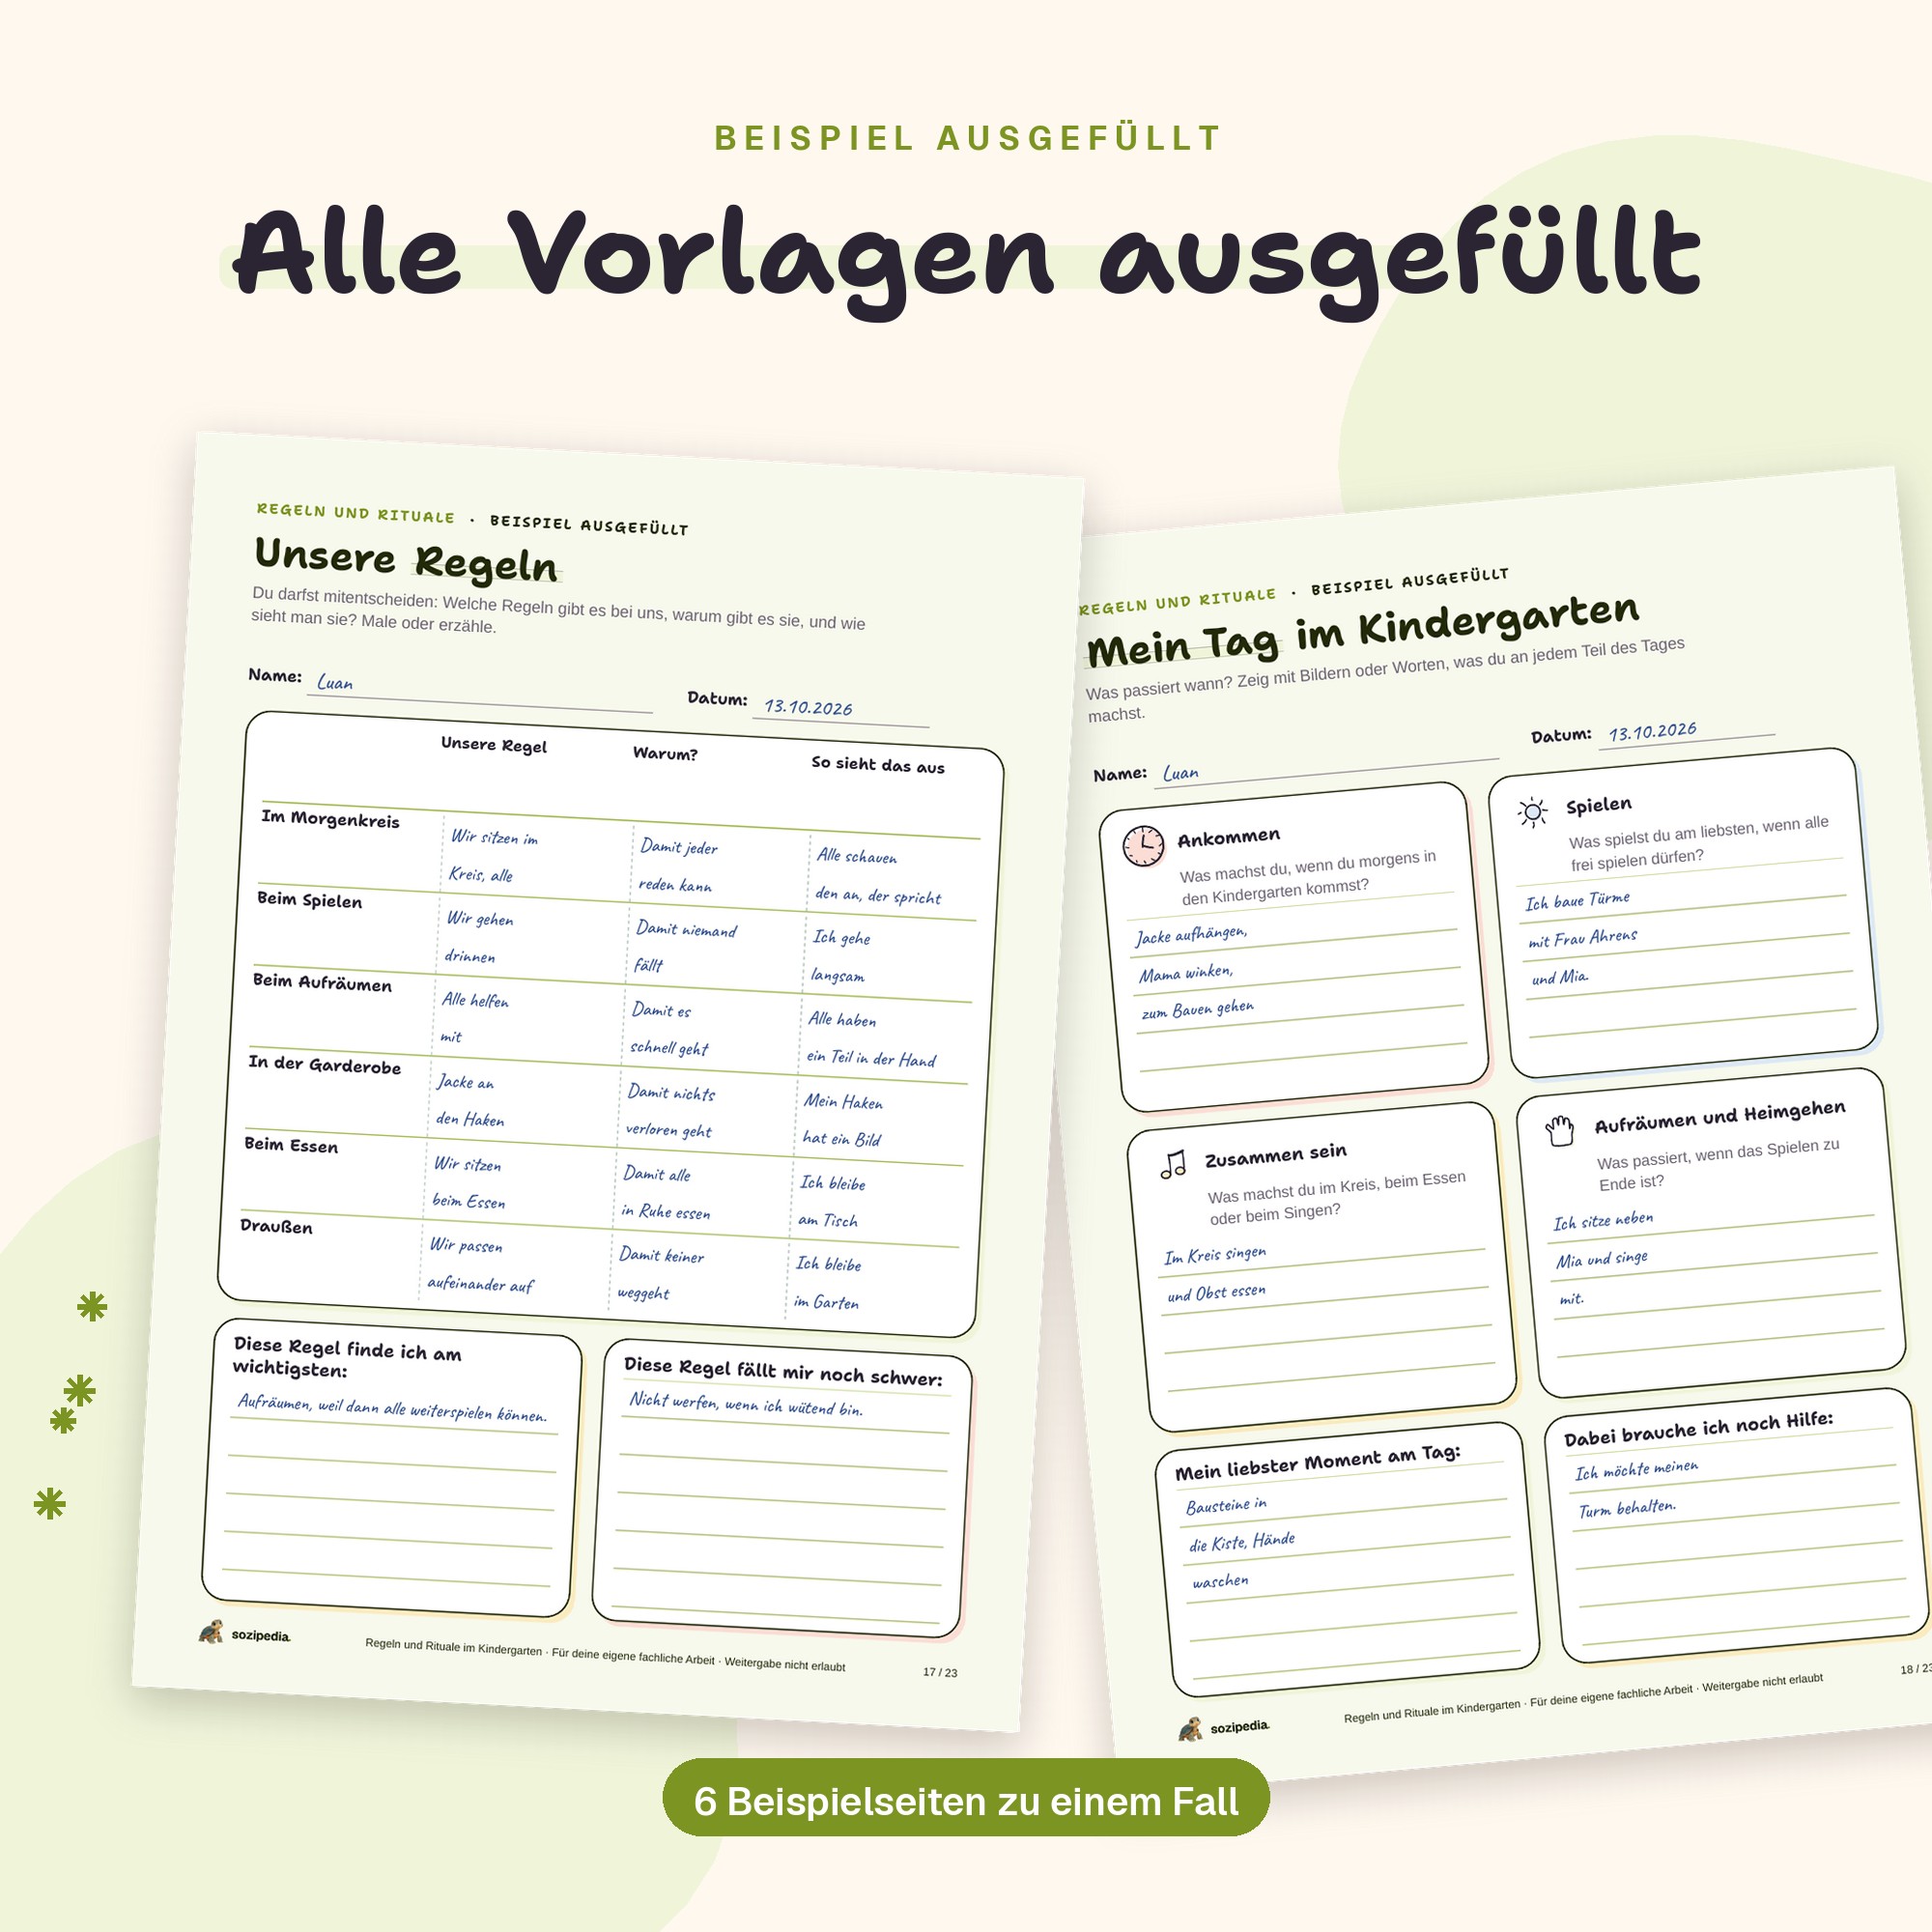 BEISPIEL AUSGEFÜLLT
Alle Vorlagen ausgefüllt
REGELN UND RITUALE · BEISPIEL AUSGEFÜLLT
Unsere Regeln
Du darfst mitentscheiden: Welche Regeln gibt es bei uns, warum gibt es sie, und wie
sieht man sie? Male oder erzähle.
Name: Luan Datum: 13.10.2026
Unsere Regel Warum? So sieht das aus
Im Morgenkreis Wir sitzen im Damit jeder Alle schauen
Kreis, alle reden kann den an, der spricht
Beim Spielen Wir gehen Damit niemand Ich gehe
drinnen fällt langsam
Beim Aufräumen Alle helfen Damit es Alle haben
mit schnell geht ein Teil in der Hand
In der Garderobe Jacke an Damit nichts Mein Haken
den Haken verloren geht hat ein Bild
Beim Essen Wir sitzen Damit alle Ich bleibe
beim Essen in Ruhe essen am Tisch
Draußen Wir passen Damit keiner Ich bleibe
aufeinander auf weggeht im Garten
Diese Regel finde ich am
wichtigsten:
Aufräumen, weil dann alle weiterspielen können.
Diese Regel fällt mir noch schwer:
Nicht werfen, wenn ich wütend bin.
sozipedia. Regeln und Rituale im Kindergarten · Für deine eigene fachliche Arbeit · Weitergabe nicht erlaubt 17 / 23
REGELN UND RITUALE · BEISPIEL AUSGEFÜLLT
Mein Tag im Kindergarten
Was passiert wann? Zeig mit Bildern oder Worten, was du an jedem Teil des Tages
machst.
Name: Luan Datum: 13.10.2026
Ankommen
Was machst du, wenn du morgens in
den Kindergarten kommst?
Jacke aufhängen,
Mama winken,
zum Bauen gehen
Spielen
Was spielst du am liebsten, wenn alle
frei spielen dürfen?
Ich baue Türme
mit Frau Ahrens
und Mia.
Zusammen sein
Was machst du im Kreis, beim Essen
oder beim Singen?
Im Kreis singen
und Obst essen
Aufräumen und Heimgehen
Was passiert, wenn das Spielen zu
Ende ist?
Ich sitze neben
Mia und singe
mit.
Mein liebster Moment am Tag:
Bausteine in
die Kiste, Hände
waschen
Dabei brauche ich noch Hilfe:
Ich möchte meinen
Turm behalten.
sozipedia. Regeln und Rituale im Kindergarten · Für deine eigene fachliche Arbeit · Weitergabe nicht erlaubt 18 / 23
6 Beispielseiten zu einem Fall